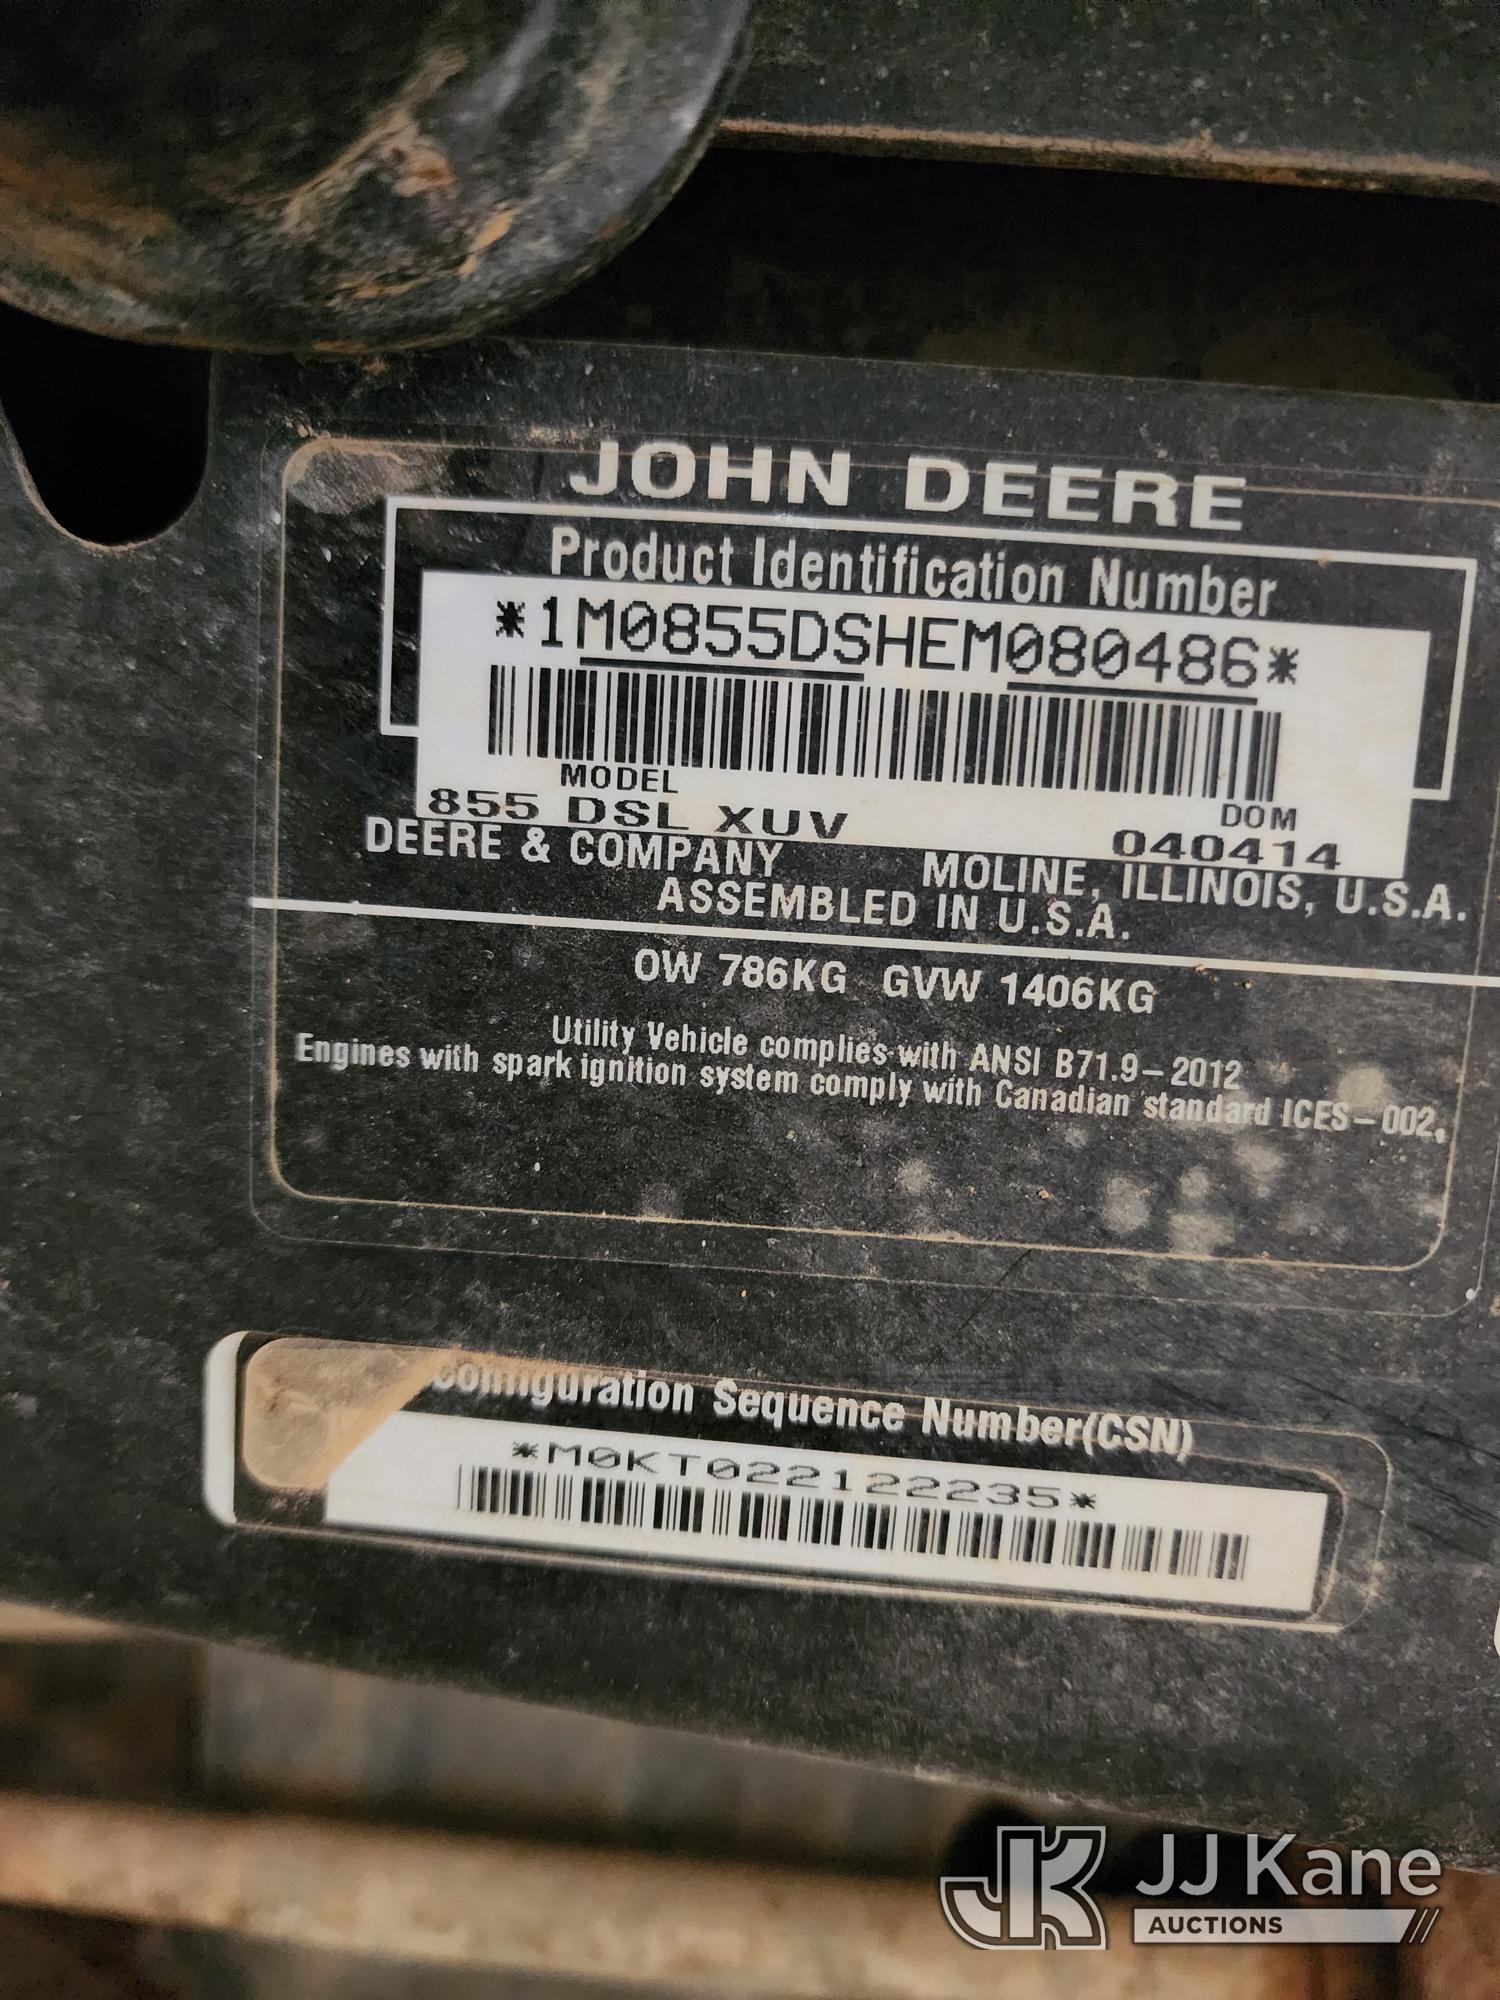 JOHN DEERE
Product Identification Number
*1M0855DSHEM080486*
MODEL
DOM
855 DSL XUV
040414
DEERE & COMPANY MOLINE, ILLINOIS, U.S.A.
ASSEMBLED IN U.S.A.
OW 786KG GVW 1406KG
Utility Vehicle complies with ANSI B71.9-2012
Engines with spark ignition system comply with Canadian standard ICES-002.
Configuration Sequence Number(CSN)
*M0KT022122235*
JK
JJ Kane
AUCTIONS